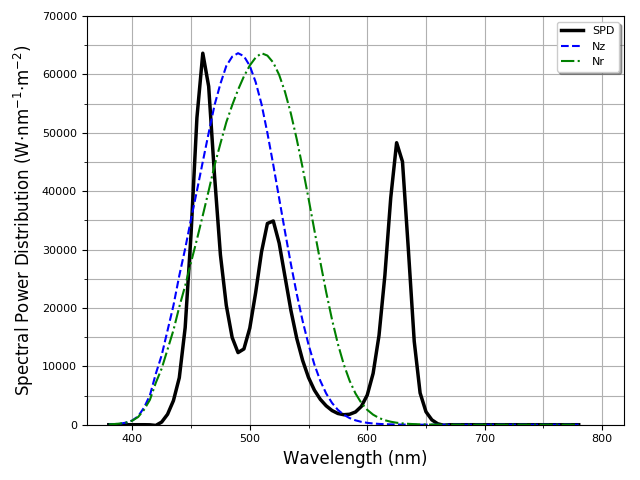 70000
60000
50000
40000
30000
20000
10000
0
Spectral Power Distribution (W·nm⁻¹·m⁻²)
SPD
Nz
Nr
400 500 600 700 800
Wavelength (nm)